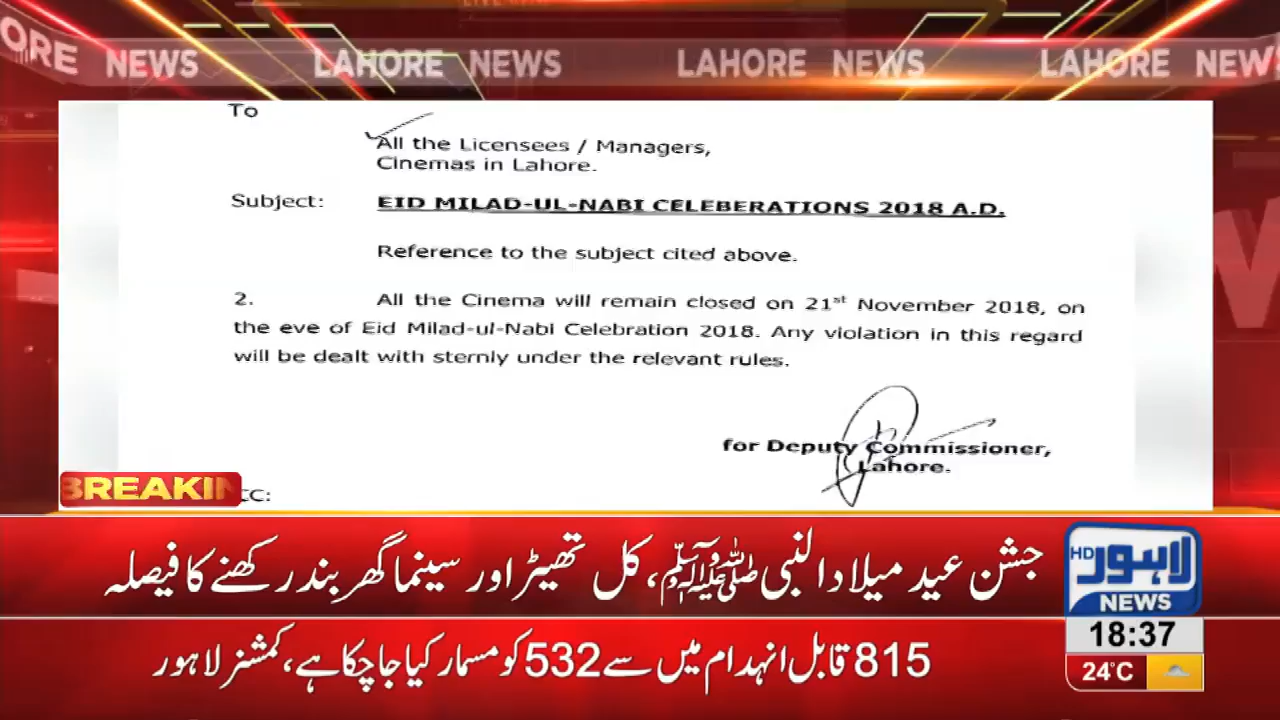 ORE NEWS LAHORE NEWS LAHORE NEWS LAHORE NEWS
To
All the Licensees / Managers,
Cinemas in Lahore.
Subject: EID MILAD-UL-NABI CELEBERATIONS 2018 A.D.
Reference to the subject cited above.
2. All the Cinema will remain closed on 21st November 2018, on
the eve of Eid Milad-ul-Nabi Celebration 2018. Any violation in this regard
will be dealt with sternly under the relevant rules.
for Deputy Commissioner,
Lahore.
CC:
BREAKIN
جشن عید میلاد النبی ﷺ، کل تھیٹر اور سینما گھر بند رکھنے کا فیصلہ
815 قابل انہدام میں سے 532 کو مسمار کیا جا چکا ہے، کمشنر لاہور
لاہور HD
NEWS
18:37
24°C